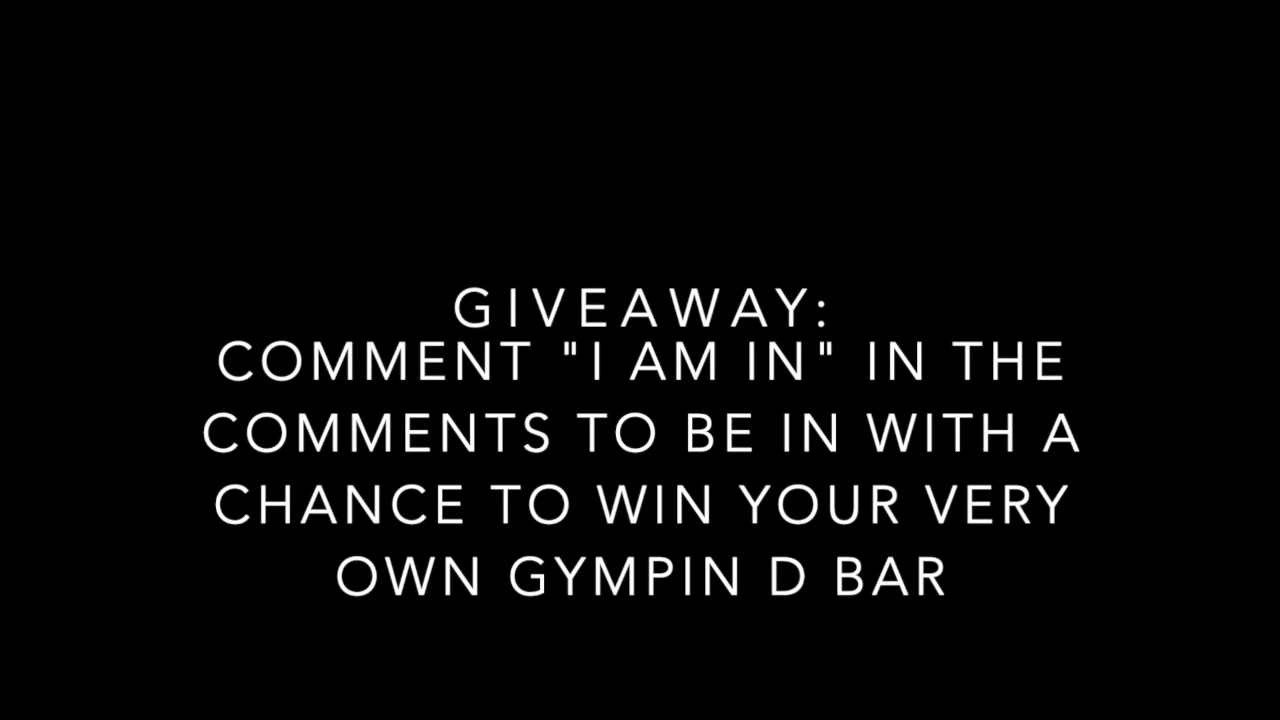 GIVEAWAY:
COMMENT "I AM IN" IN THE
COMMENTS TO BE IN WITH A
CHANCE TO WIN YOUR VERY
OWN GYMPIN D BAR